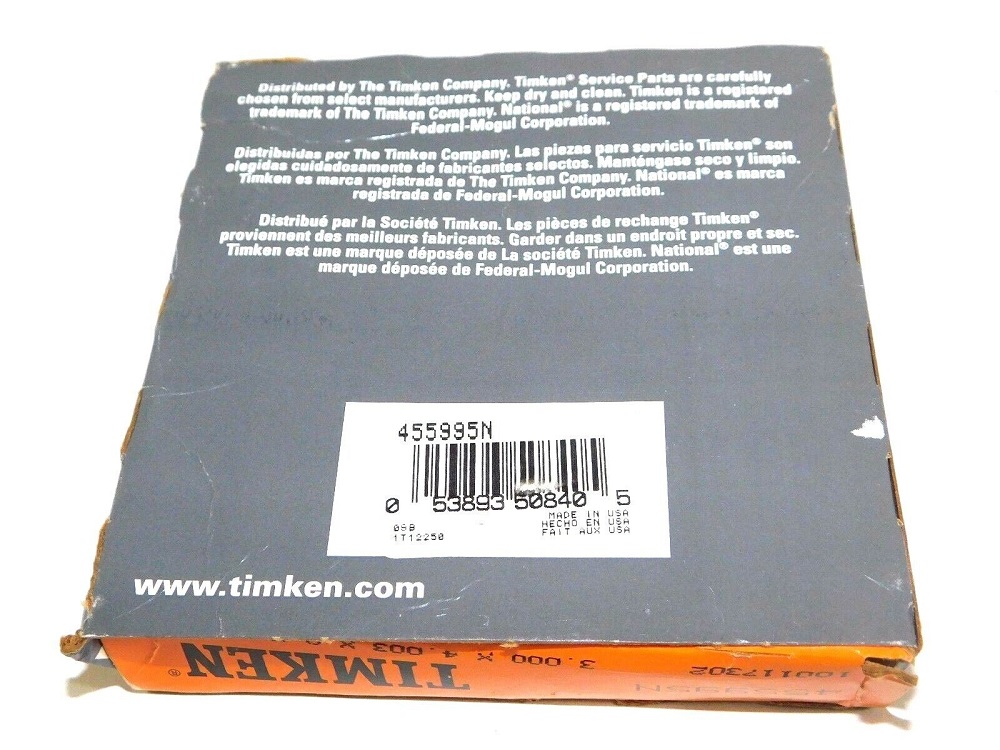 Distributed by The Timken Company. Timken® Service Parts are carefully
chosen from select manufacturers. Keep dry and clean. Timken is a registered
trademark of The Timken Company. National® is a registered trademark of
Federal-Mogul Corporation.
Distribuidas por The Timken Company. Las piezas para servicio Timken® son
elegidas cuidadosamente de fabricantes selectos. Manténgase seco y limpio.
Timken es marca registrada de The Timken Company. National® es marca
registrada de Federal-Mogul Corporation.
Distribué par la Société Timken. Les pièces de rechange Timken®
proviennent des meilleurs fabricants. Garder dans un endroit propre et sec.
Timken est une marque déposée de La société Timken. National® est une
marque déposée de Federal-Mogul Corporation.
455995N
0 53893 50840 5
MADE IN USA
HECHO EN USA
FAIT AUX USA
OSB
1T12250
www.timken.com
TIMKEN®
3.000 X 4.003 X
100117302
455995N